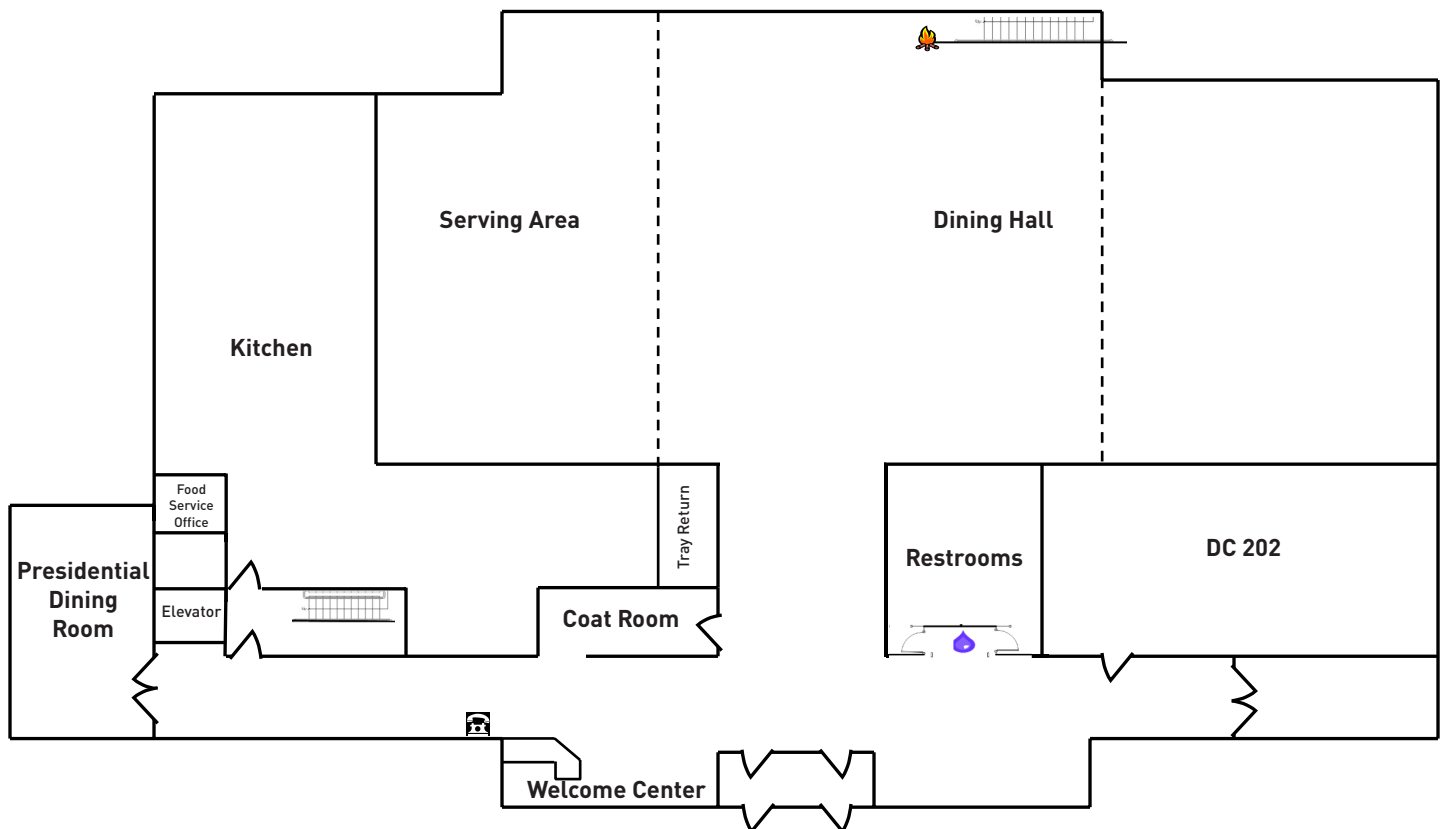 Serving Area
Dining Hall
Kitchen
Food
Service
Office
Tray Return
Presidential
Dining
Room
Elevator
Coat Room
Restrooms
DC 202
Welcome Center